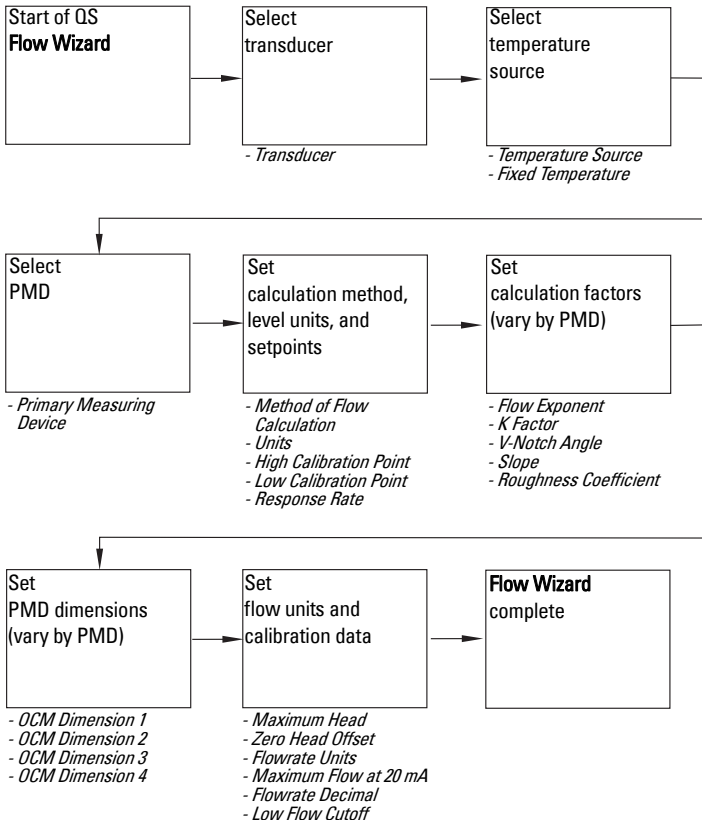 Start of QS
Flow Wizard
Select
transducer
- Transducer
Select
temperature
source
- Temperature Source
- Fixed Temperature
Select
PMD
- Primary Measuring
Device
Set
calculation method,
level units, and
setpoints
- Method of Flow
Calculation
- Units
- High Calibration Point
- Low Calibration Point
- Response Rate
Set
calculation factors
(vary by PMD)
- Flow Exponent
- K Factor
- V-Notch Angle
- Slope
- Roughness Coefficient
Set
PMD dimensions
(vary by PMD)
- OCM Dimension 1
- OCM Dimension 2
- OCM Dimension 3
- OCM Dimension 4
Set
flow units and
calibration data
- Maximum Head
- Zero Head Offset
- Flowrate Units
- Maximum Flow at 20 mA
- Flowrate Decimal
- Low Flow Cutoff
Flow Wizard
complete